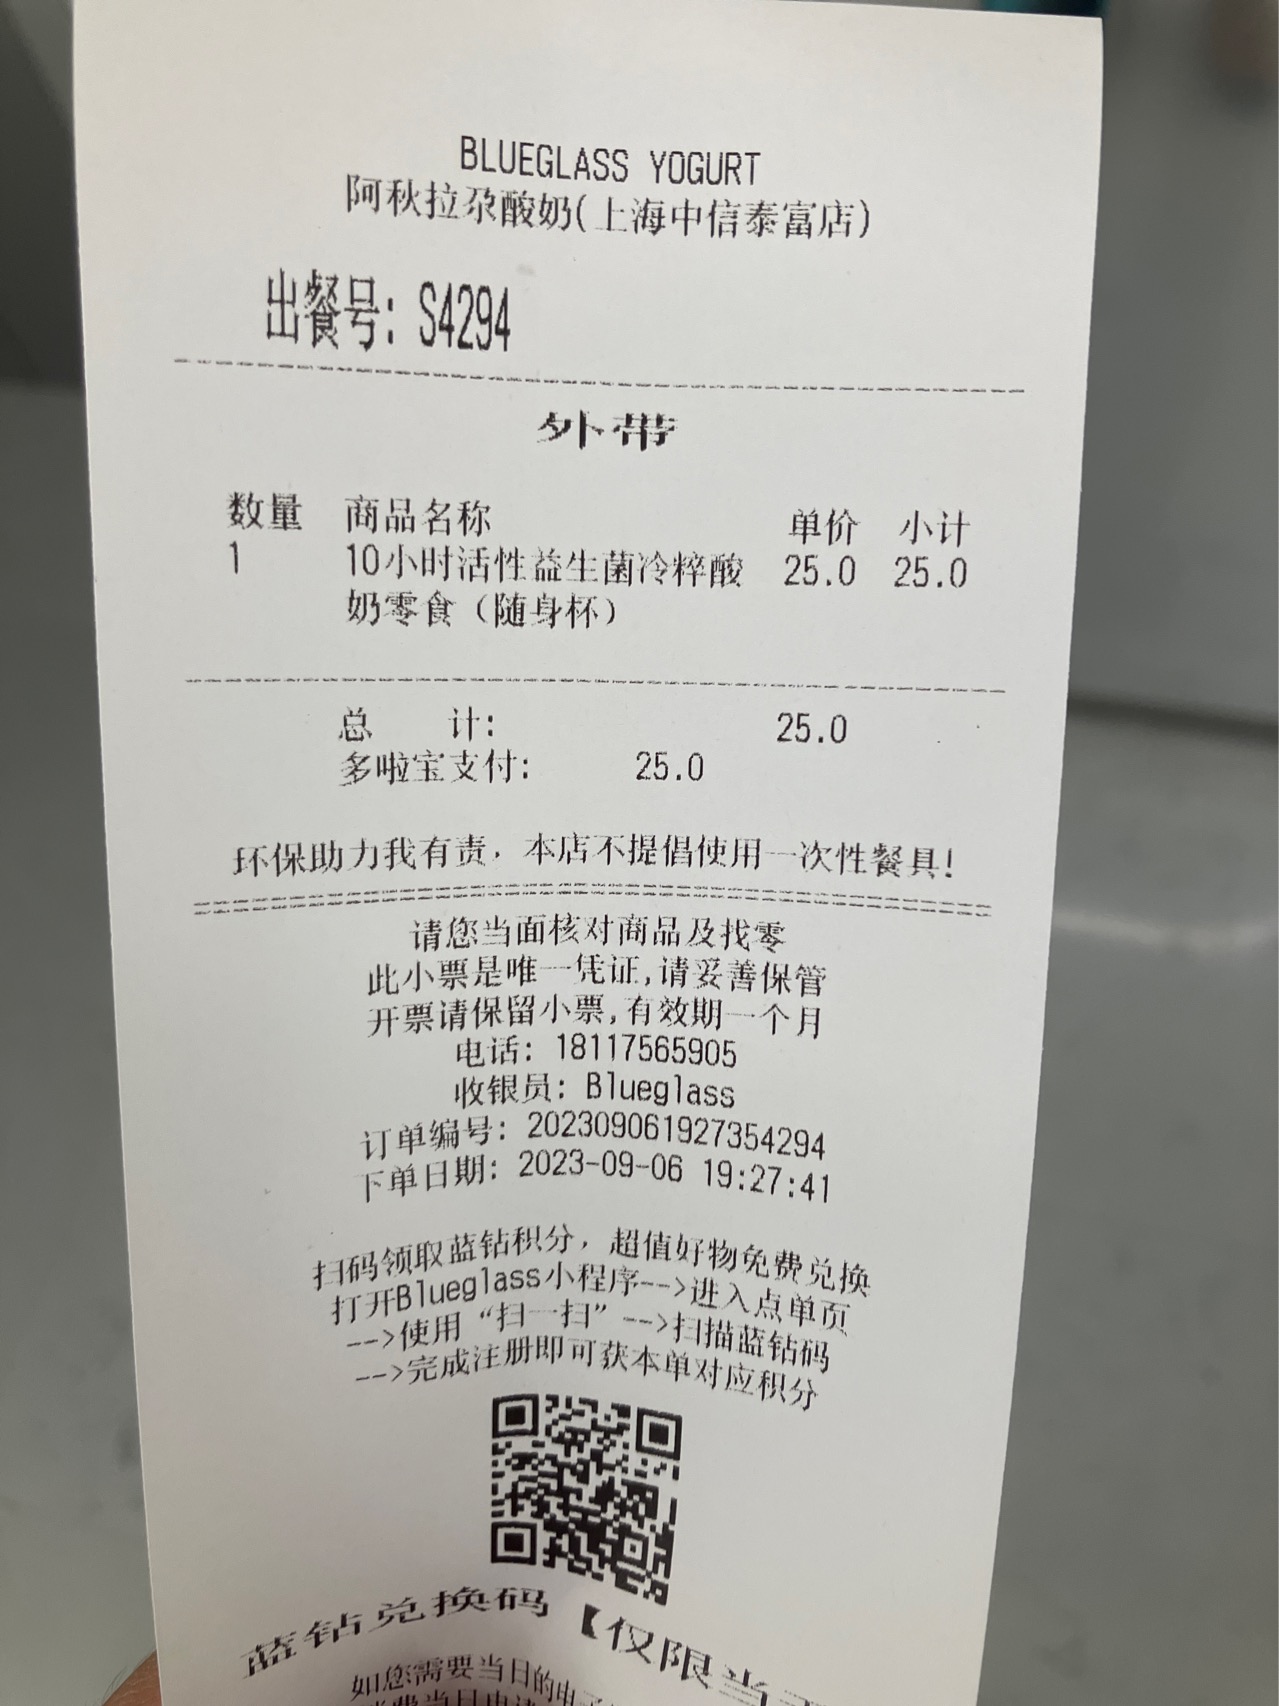 BLUEGLASS YOGURT
阿秋拉尕酸奶(上海中信泰富店)
出餐号: S4294
外带
数量 商品名称 单价 小计
1 10小时活性益生菌冷粹酸 25.0 25.0
奶零食（随身杯）
总 计: 25.0
多啦宝支付: 25.0
环保助力我有责，本店不提倡使用一次性餐具!
请您当面核对商品及找零
此小票是唯一凭证,请妥善保管
开票请保留小票,有效期一个月
电话: 18117565905
收银员: Blueglass
订单编号: 202309061927354294
下单日期: 2023-09-06 19:27:41
扫码领取蓝钻积分，超值好物免费兑换
打开Blueglass小程序-->进入点单页
-->使用“扫一扫”-->扫描蓝钻码
-->完成注册即可获本单对应积分
蓝钻兑换码【仅限当
如您需要当日的电子